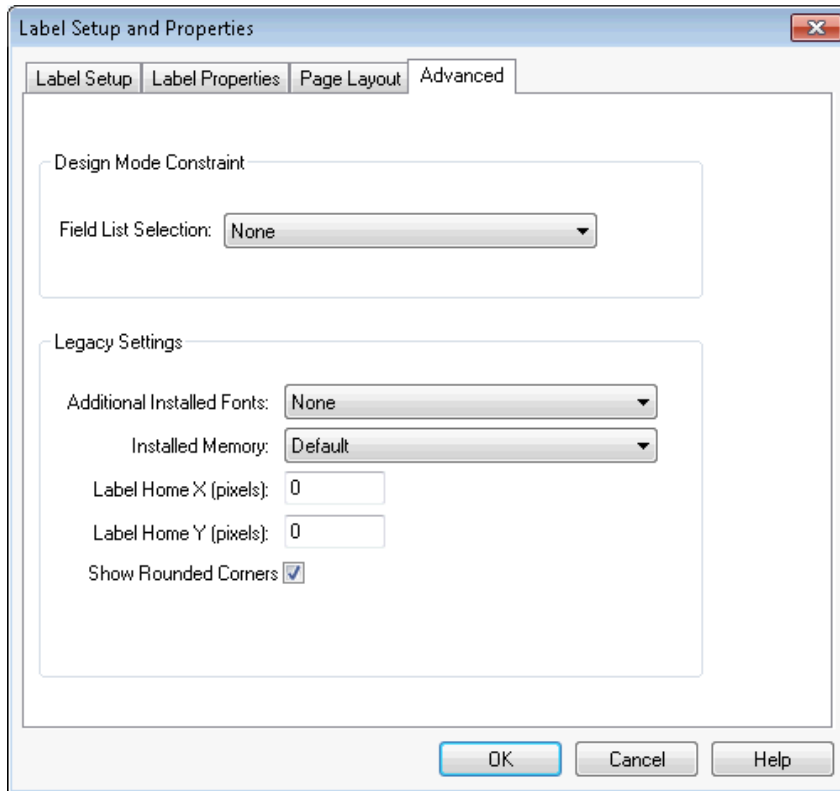 Label Setup and Properties
Label Setup Label Properties Page Layout Advanced
Design Mode Constraint
Field List Selection: None
Legacy Settings
Additional Installed Fonts: None
Installed Memory: Default
Label Home X (pixels): 0
Label Home Y (pixels): 0
Show Rounded Corners
OK Cancel Help